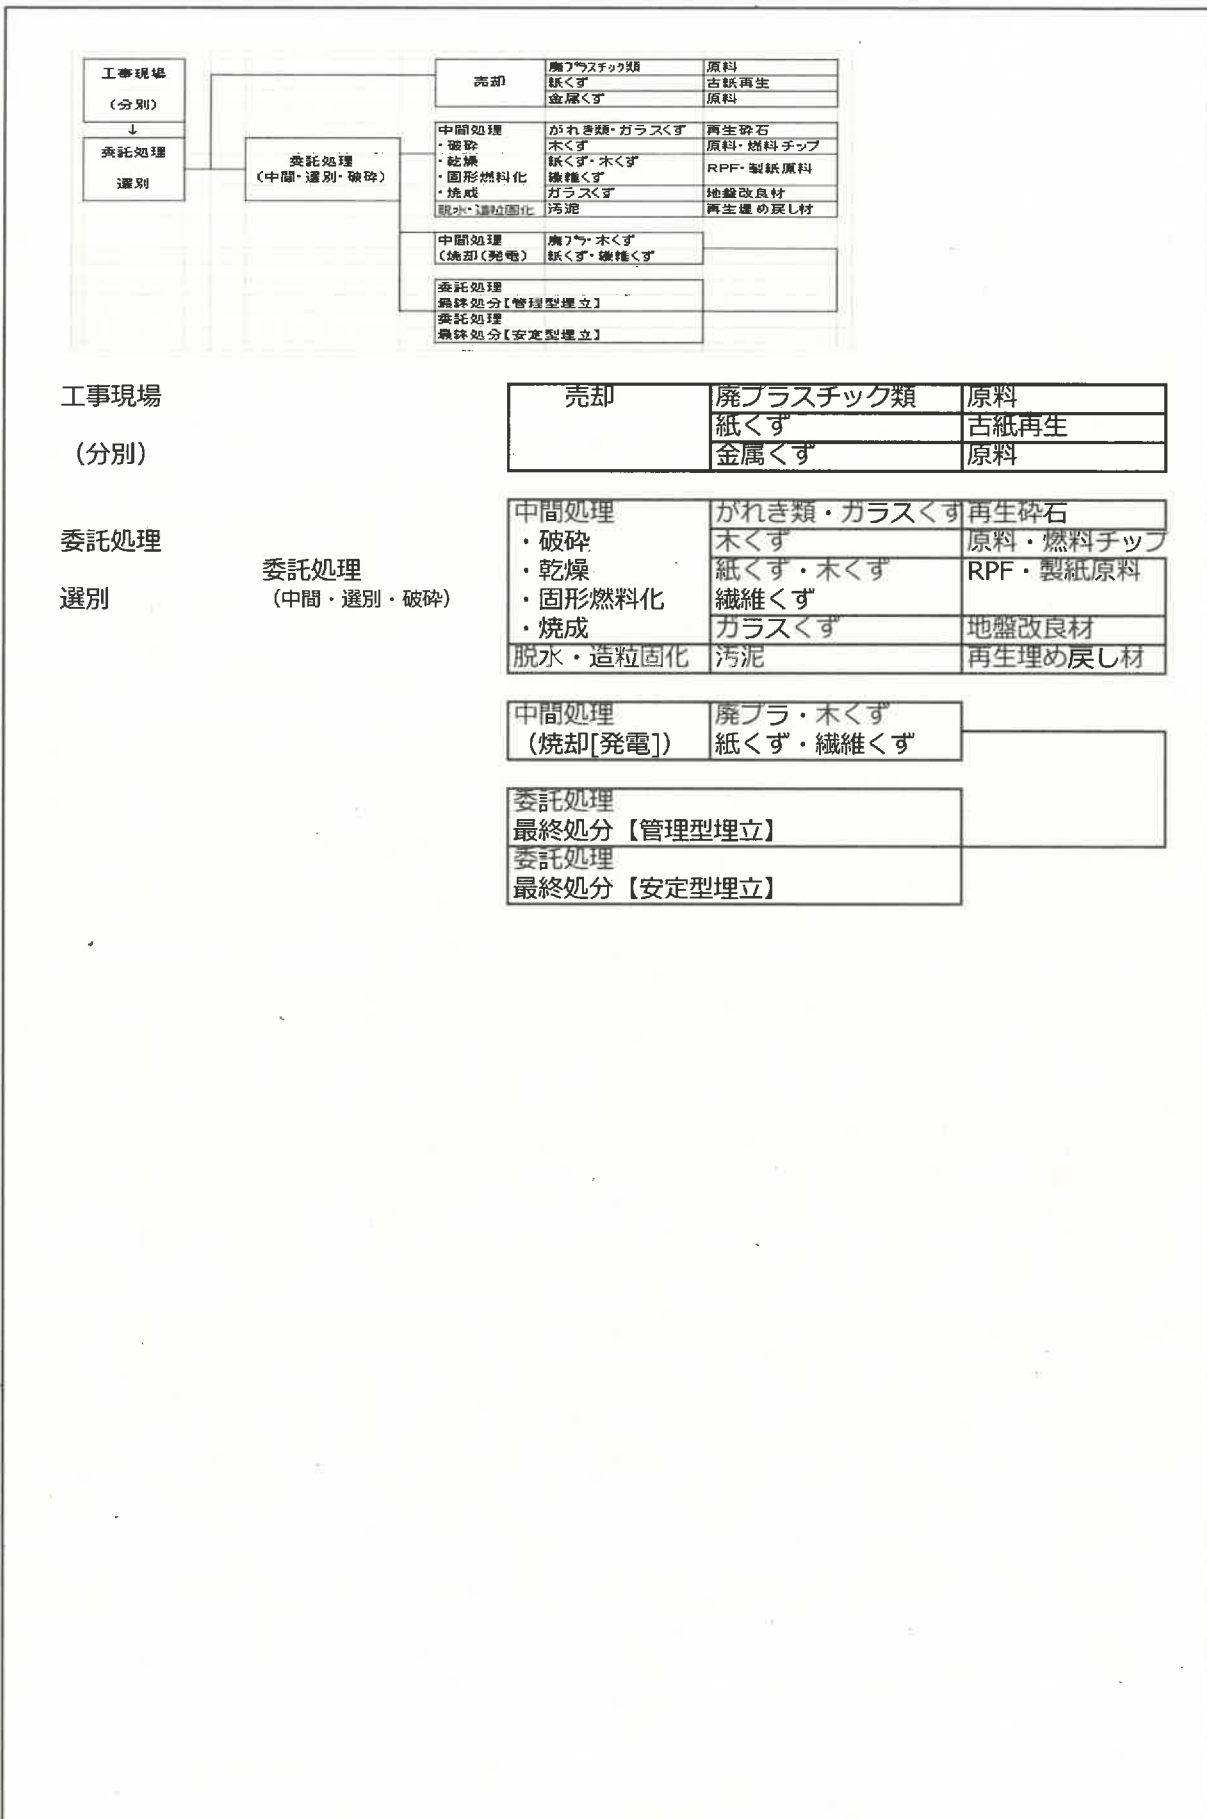 工事現場
(分別)
↓
委託処理
選別
委託処理
(中間・選別・破砕)
売却 廃プラスチック類 原料
紙くず 古紙再生
金属くず 原料
中間処理 がれき類・ガラスくず 再生砕石
・破砕 木くず 原料・燃料チップ
・乾燥 紙くず・木くず RPF・製紙原料
・固形燃料化 繊維くず
・焼成 ガラスくず 地盤改良材
脱水・造粒固化 汚泥 再生埋め戻し材
中間処理 廃プラ・木くず
(焼却(発電) 紙くず・繊維くず
委託処理
最終処分【管理型埋立】
委託処理
最終処分【安定型埋立】
工事現場
(分別)
委託処理
選別
委託処理
(中間・選別・破砕)
売却 廃プラスチック類 原料
紙くず 古紙再生
金属くず 原料
中間処理 がれき類・ガラスくず 再生砕石
・破砕 木くず 原料・燃料チップ
・乾燥 紙くず・木くず RPF・製紙原料
・固形燃料化 繊維くず
・焼成 ガラスくず 地盤改良材
脱水・造粒固化 汚泥 再生埋め戻し材
中間処理 廃プラ・木くず
(焼却[発電]) 紙くず・繊維くず
委託処理
最終処分【管理型埋立】
委託処理
最終処分【安定型埋立】